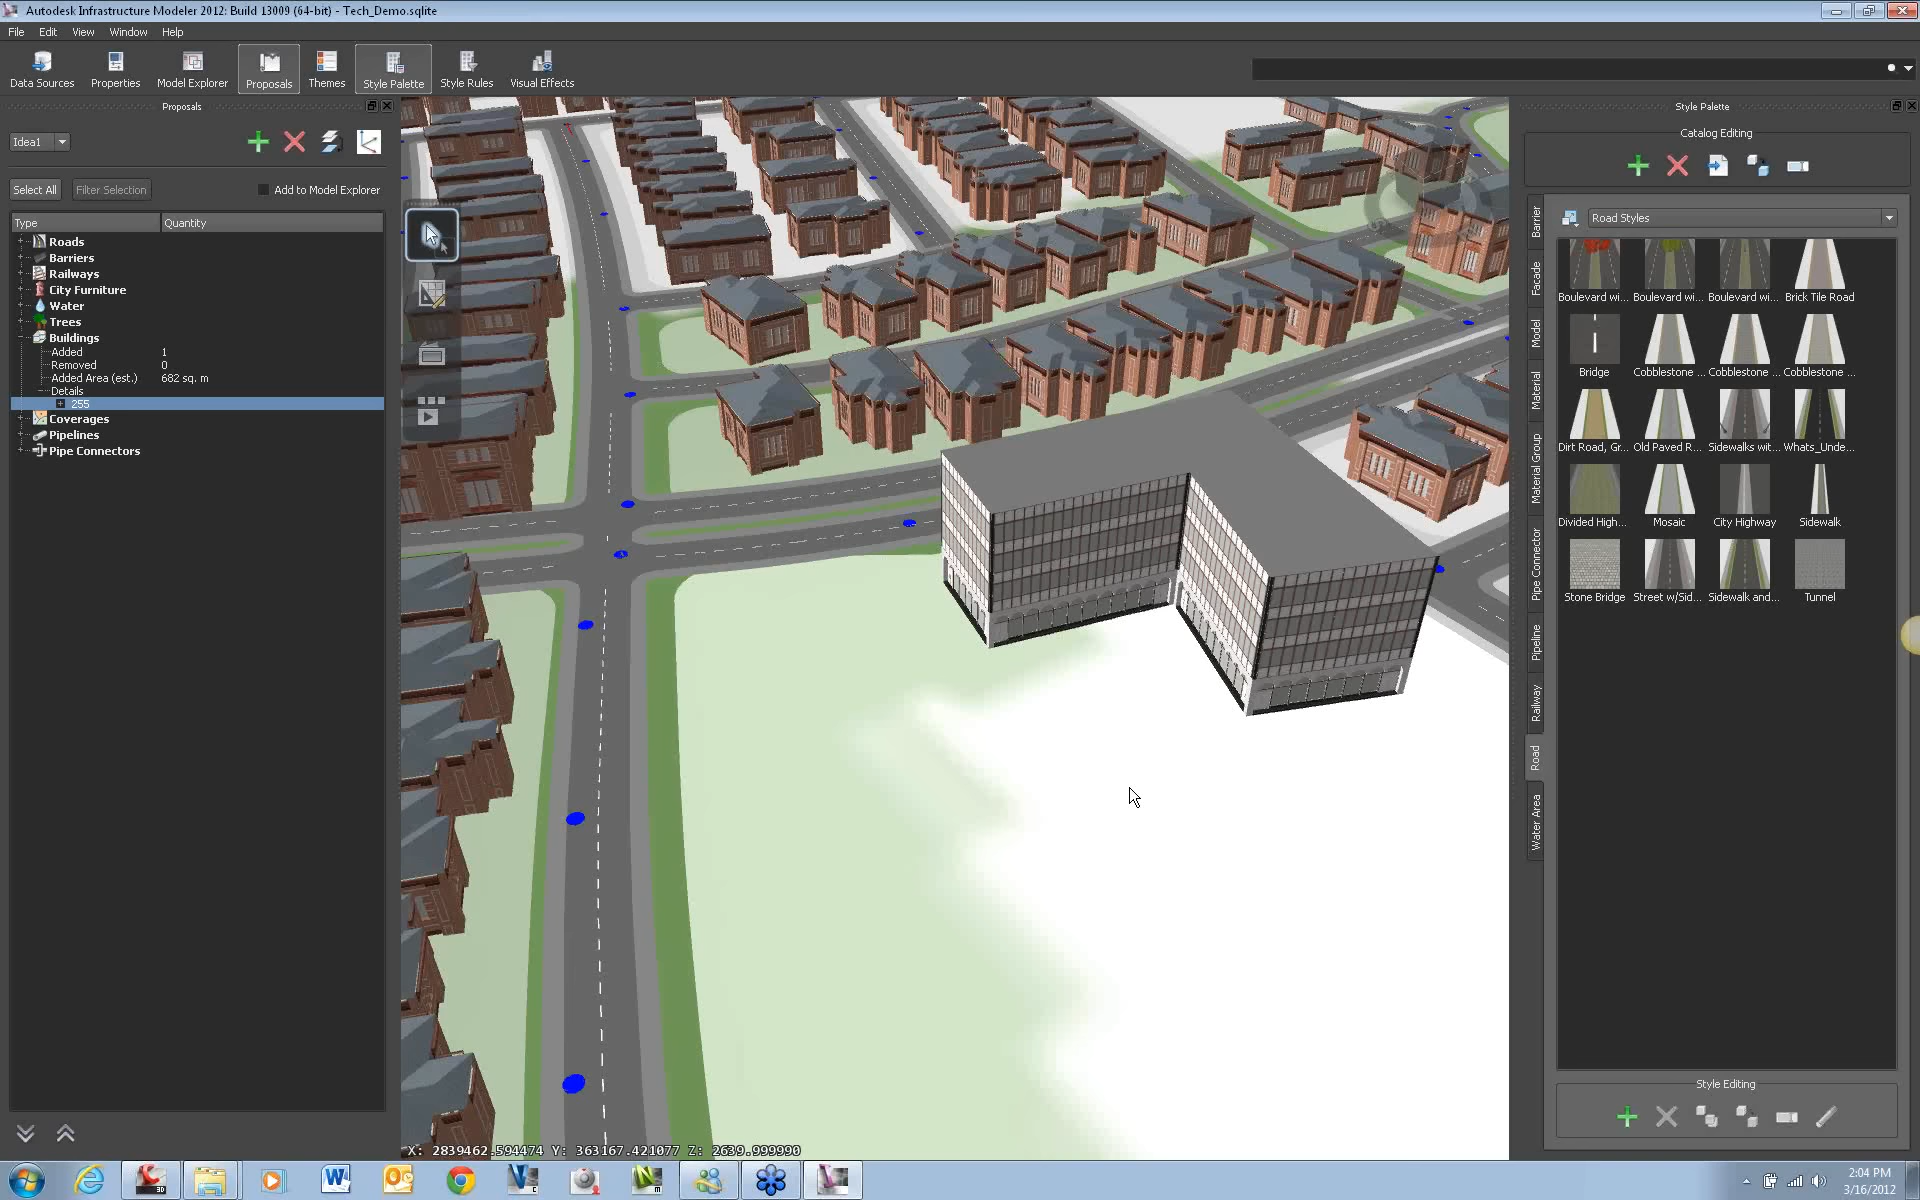 Autodesk Infrastructure Modeler 2012: Build 13009 (64-bit) - Tech_Demo.sqlite
File Edit View Window Help
Data Sources Properties Model Explorer Proposals Themes Style Palette Style Rules Visual Effects
Proposals
Idea1
Select All Filter Selection Add to Model Explorer
Type Quantity
Roads
Barriers
Railways
City Furniture
Water
Trees
Buildings
Added 1
Removed 0
Added Area (est.) 682 sq. m
Details
255
Coverages
Pipelines
Pipe Connectors
X: 2839462.594474 Y: 363167.421077 Z: 2639.999990
Style Palette
Catalog Editing
Road Styles
Barrier
Facade
Model
Material
Material Group
Pipe Connector
Pipeline
Railway
Road
Water Area
Boulevard wi... Boulevard wi... Boulevard wi... Brick Tile Road
Bridge Cobblestone ... Cobblestone ... Cobblestone ...
Dirt Road, Gr... Old Paved R... Sidewalks wit... Whats_Unde...
Divided High... Mosaic City Highway Sidewalk
Stone Bridge Street w/Sid... Sidewalk and... Tunnel
Style Editing
2:04 PM
3/16/2012